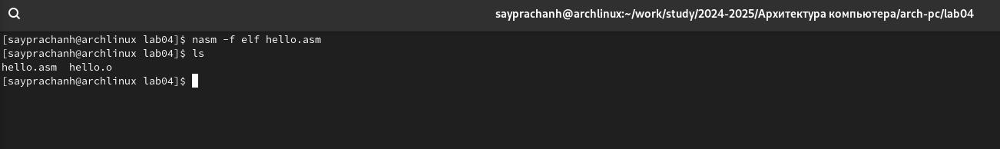 sayprachanh@archlinux:~/work/study/2024-2025/Архитектура компьютера/arch-pc/lab04
[sayprachanh@archlinux lab04]$ nasm -f elf hello.asm
[sayprachanh@archlinux lab04]$ ls
hello.asm  hello.o
[sayprachanh@archlinux lab04]$